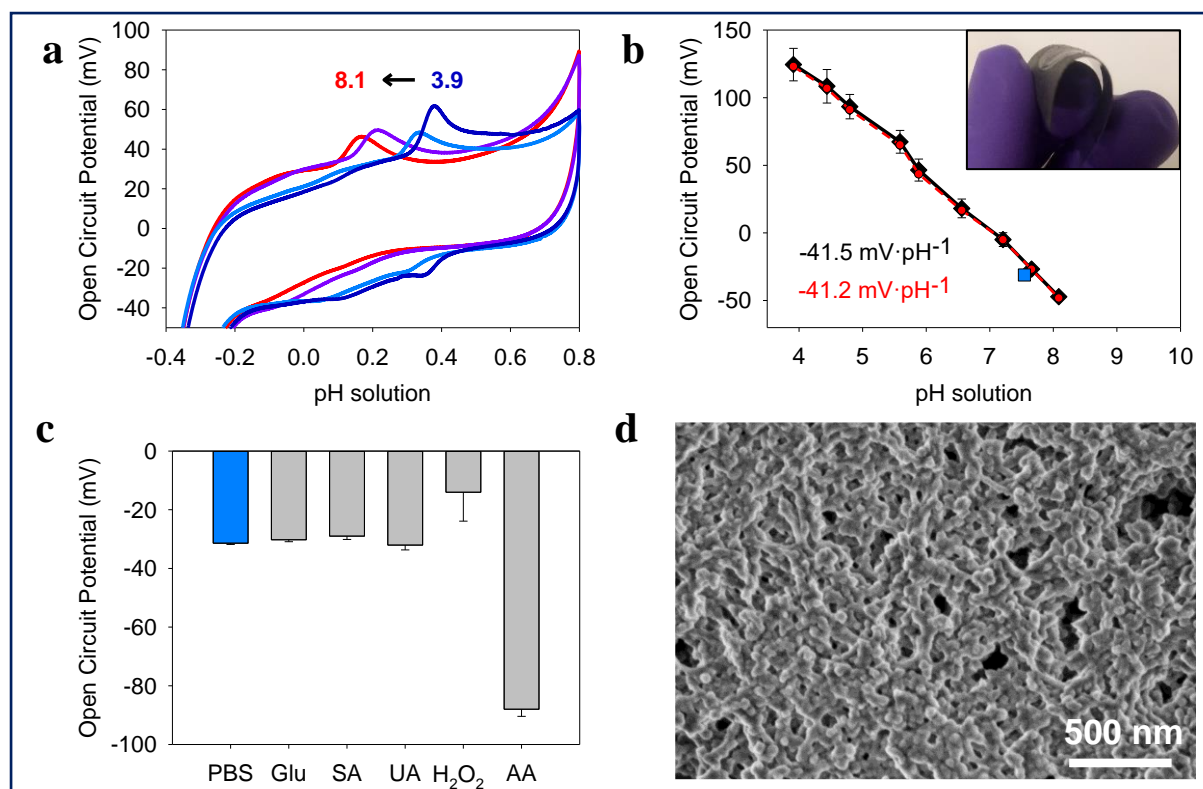 a
100
80
60
40
20
0
-20
-40
Open Circuit Potential (mV)
8.1 ← 3.9
-0.4 -0.2 0.0 0.2 0.4 0.6 0.8
pH solution
b
150
100
50
0
-50
Open Circuit Potential (mV)
-41.5 mV·pH⁻¹
-41.2 mV·pH⁻¹
4 5 6 7 8 9 10
pH solution
c
0
-20
-40
-60
-80
-100
Open Circuit Potential (mV)
PBS Glu SA UA H₂O₂ AA
d
500 nm